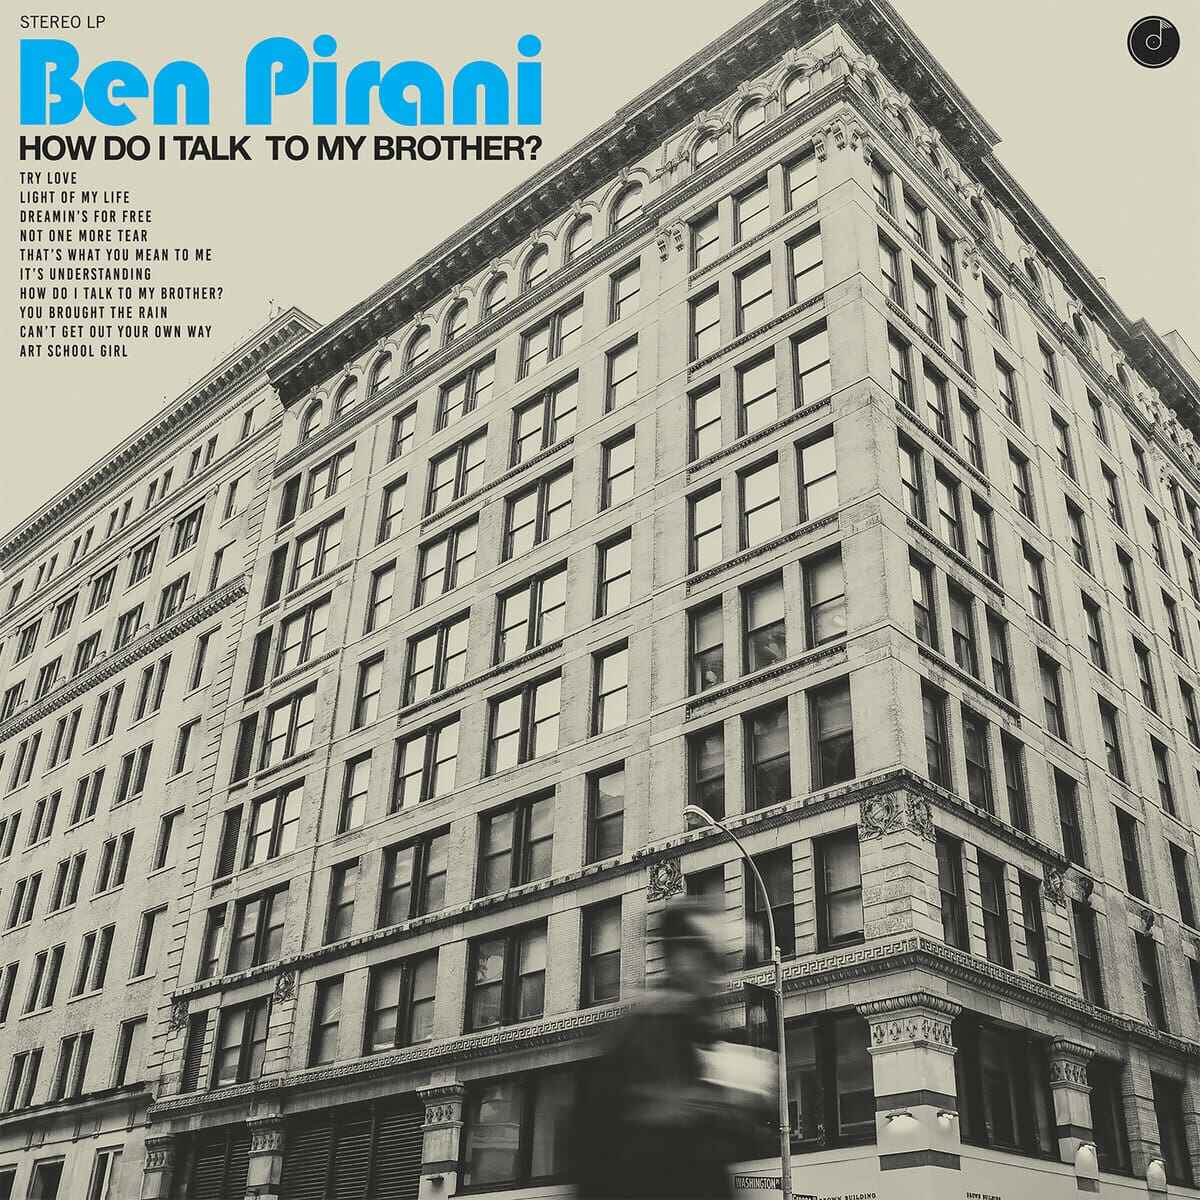 STEREO LP
Ben Pirani
HOW DO I TALK TO MY BROTHER?
TRY LOVE
LIGHT OF MY LIFE
DREAMIN'S FOR FREE
NOT ONE MORE TEAR
THAT'S WHAT YOU MEAN TO ME
IT'S UNDERSTANDING
HOW DO I TALK TO MY BROTHER?
YOU BROUGHT THE RAIN
CAN'T GET OUT YOUR OWN WAY
ART SCHOOL GIRL
d
WASHINGTON
BROWN BUILDING